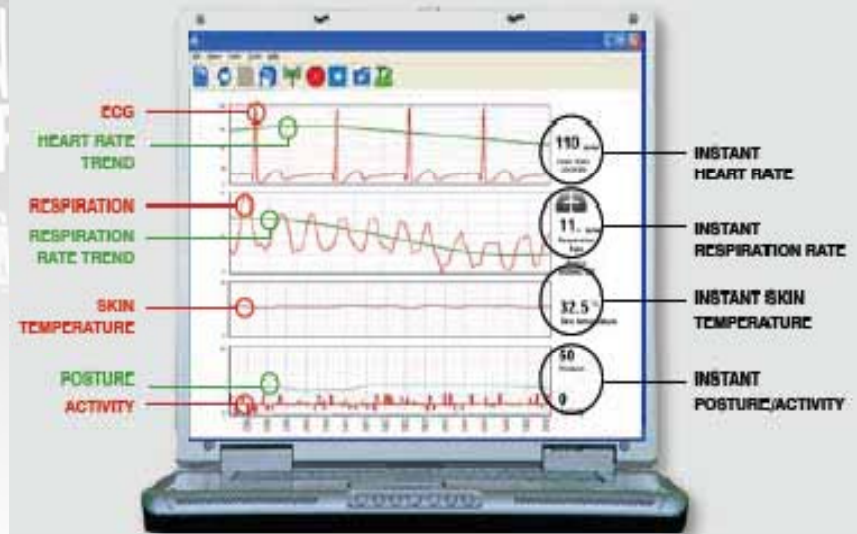 ECG
HEART RATE
TREND
RESPIRATION
RESPIRATION
RATE TREND
SKIN
TEMPERATURE
POSTURE
ACTIVITY
110
11
32.5
60
0
INSTANT
HEART RATE
INSTANT
RESPIRATION RATE
INSTANT SKIN
TEMPERATURE
INSTANT
POSTURE/ACTIVITY